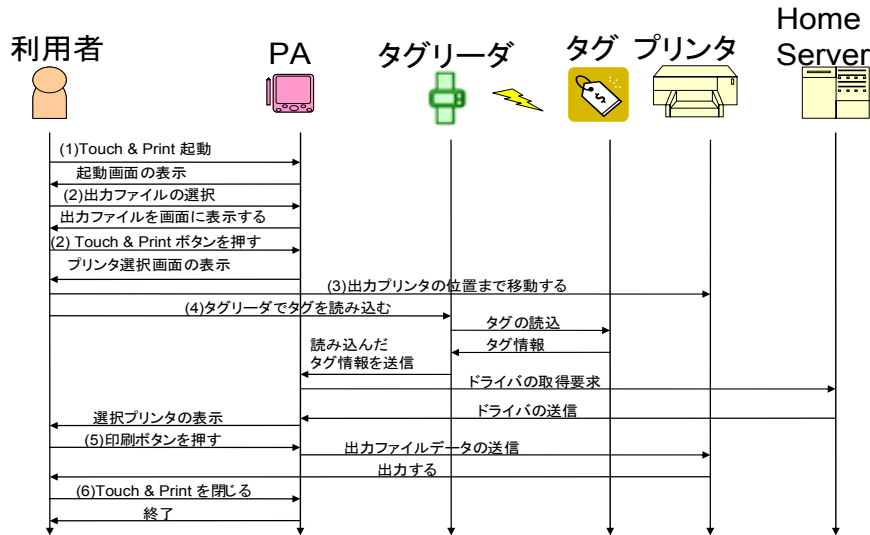 利用者
PA
タグリーダ
タグ
プリンタ
Home
Server
(1)Touch & Print 起動
起動画面の表示
(2)出力ファイルの選択
出力ファイルを画面に表示する
(2) Touch & Print ボタンを押す
プリンタ選択画面の表示
(3)出力プリンタの位置まで移動する
(4)タグリーダでタグを読み込む
タグの読込
タグ情報
読み込んだ
タグ情報を送信
ドライバの取得要求
ドライバの送信
選択プリンタの表示
(5)印刷ボタンを押す
出力ファイルデータの送信
出力する
(6)Touch & Print を閉じる
終了